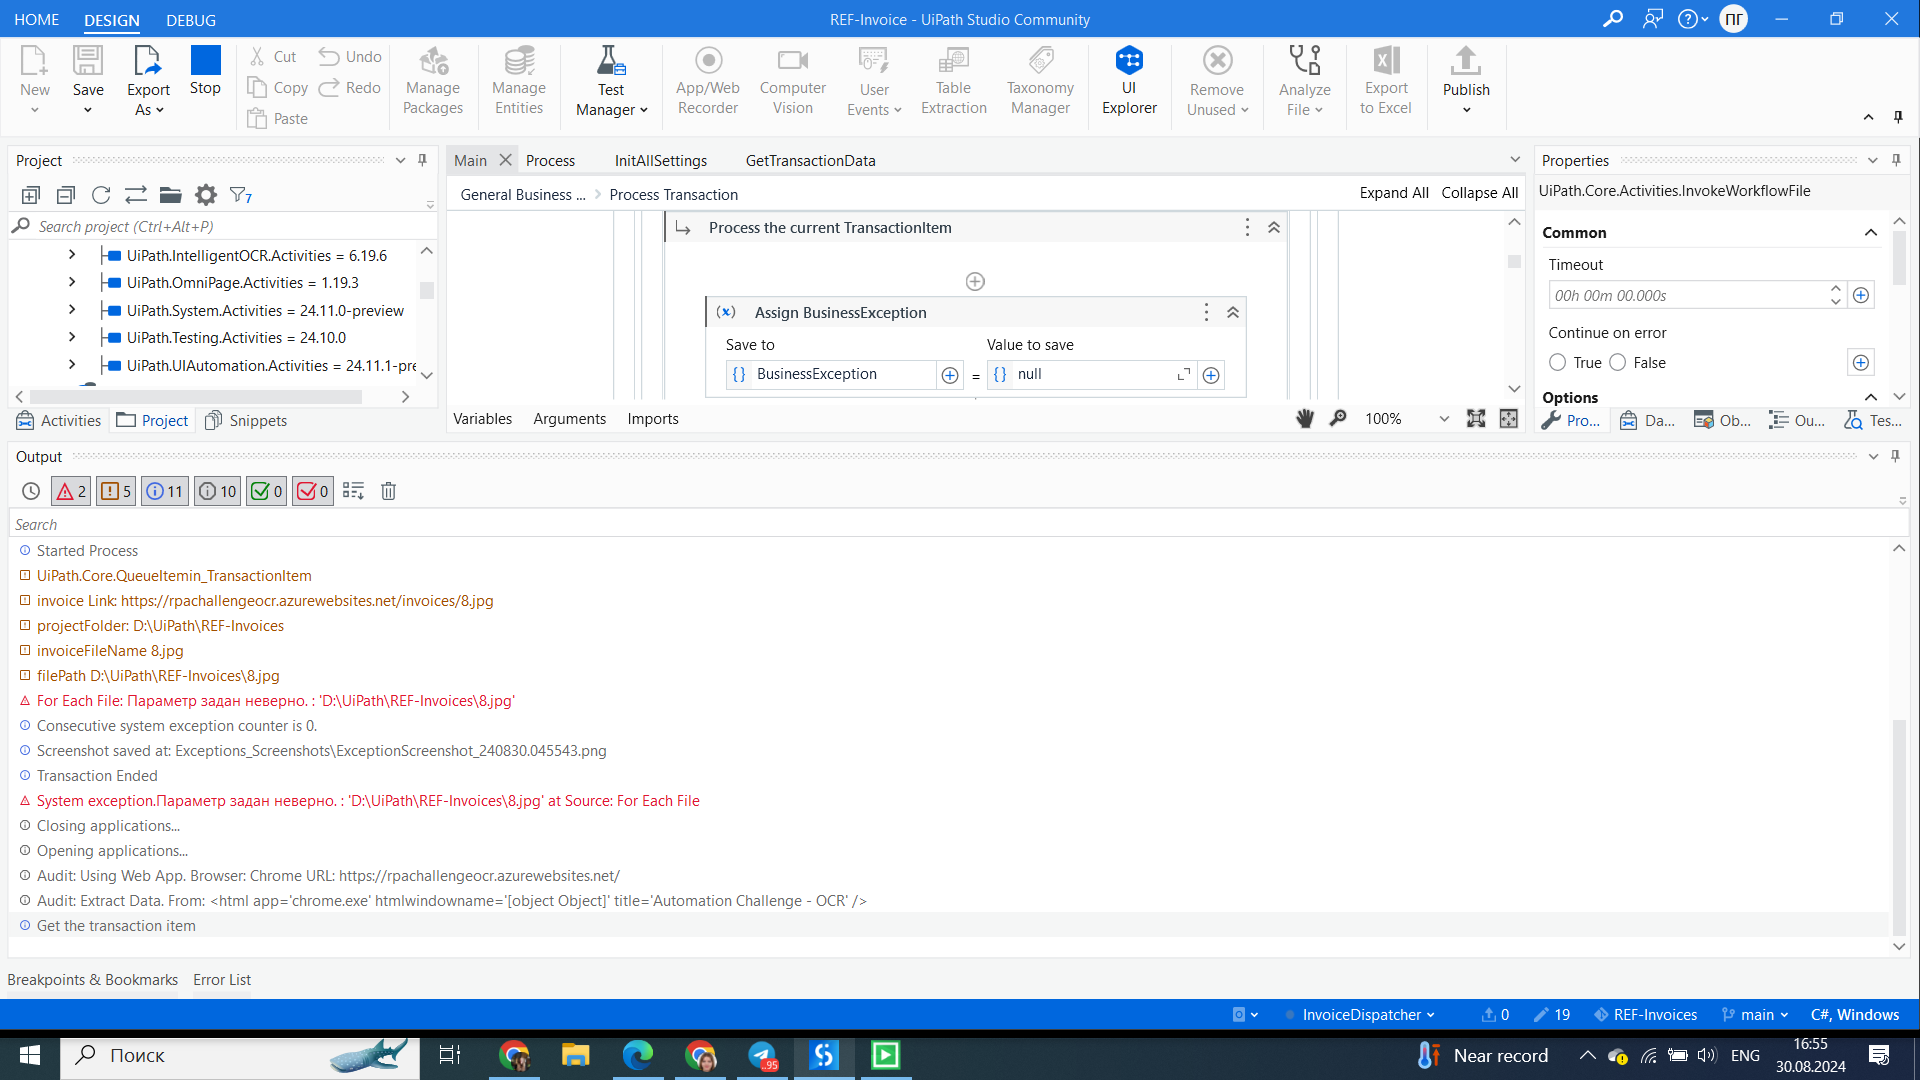 HOME DESIGN DEBUG
REF-Invoice - UiPath Studio Community
ПГ
New
Save
Export As
Stop
Cut
Copy
Paste
Undo
Redo
Manage Packages
Manage Entities
Test Manager
App/Web Recorder
Computer Vision
User Events
Table Extraction
Taxonomy Manager
UI Explorer
Remove Unused
Analyze File
Export to Excel
Publish
Project
7
Search project (Ctrl+Alt+P)
UiPath.IntelligentOCR.Activities = 6.19.6
UiPath.OmniPage.Activities = 1.19.3
UiPath.System.Activities = 24.11.0-preview
UiPath.Testing.Activities = 24.10.0
UiPath.UIAutomation.Activities = 24.11.1-pre
Activities Project Snippets
Main Process InitAllSettings GetTransactionData
General Business ... Process Transaction
Expand All Collapse All
Process the current TransactionItem
(x) Assign BusinessException
Save to Value to save
{} BusinessException = {} null
Variables Arguments Imports
100%
Properties
UiPath.Core.Activities.InvokeWorkflowFile
Common
Timeout
00h 00m 00.000s
Continue on error
True False
Options
Pro... Da... Ob... Ou... Tes...
Output
2 5 11 10 0 0
Search
Started Process
UiPath.Core.QueueItemin_TransactionItem
invoice Link: https://rpachallengeocr.azurewebsites.net/invoices/8.jpg
projectFolder: D:\UiPath\REF-Invoices
invoiceFileName 8.jpg
filePath D:\UiPath\REF-Invoices\8.jpg
For Each File: Параметр задан неверно. : 'D:\UiPath\REF-Invoices\8.jpg'
Consecutive system exception counter is 0.
Screenshot saved at: Exceptions_Screenshots\ExceptionScreenshot_240830.045543.png
Transaction Ended
System exception.Параметр задан неверно. : 'D:\UiPath\REF-Invoices\8.jpg' at Source: For Each File
Closing applications...
Opening applications...
Audit: Using Web App. Browser: Chrome URL: https://rpachallengeocr.azurewebsites.net/
Audit: Extract Data. From: <html app='chrome.exe' htmlwindowname='[object Object]' title='Automation Challenge - OCR' />
Get the transaction item
Breakpoints & Bookmarks Error List
InvoiceDispatcher 0 19 REF-Invoices main C#, Windows
Поиск
..95
Near record
ENG
16:55
30.08.2024